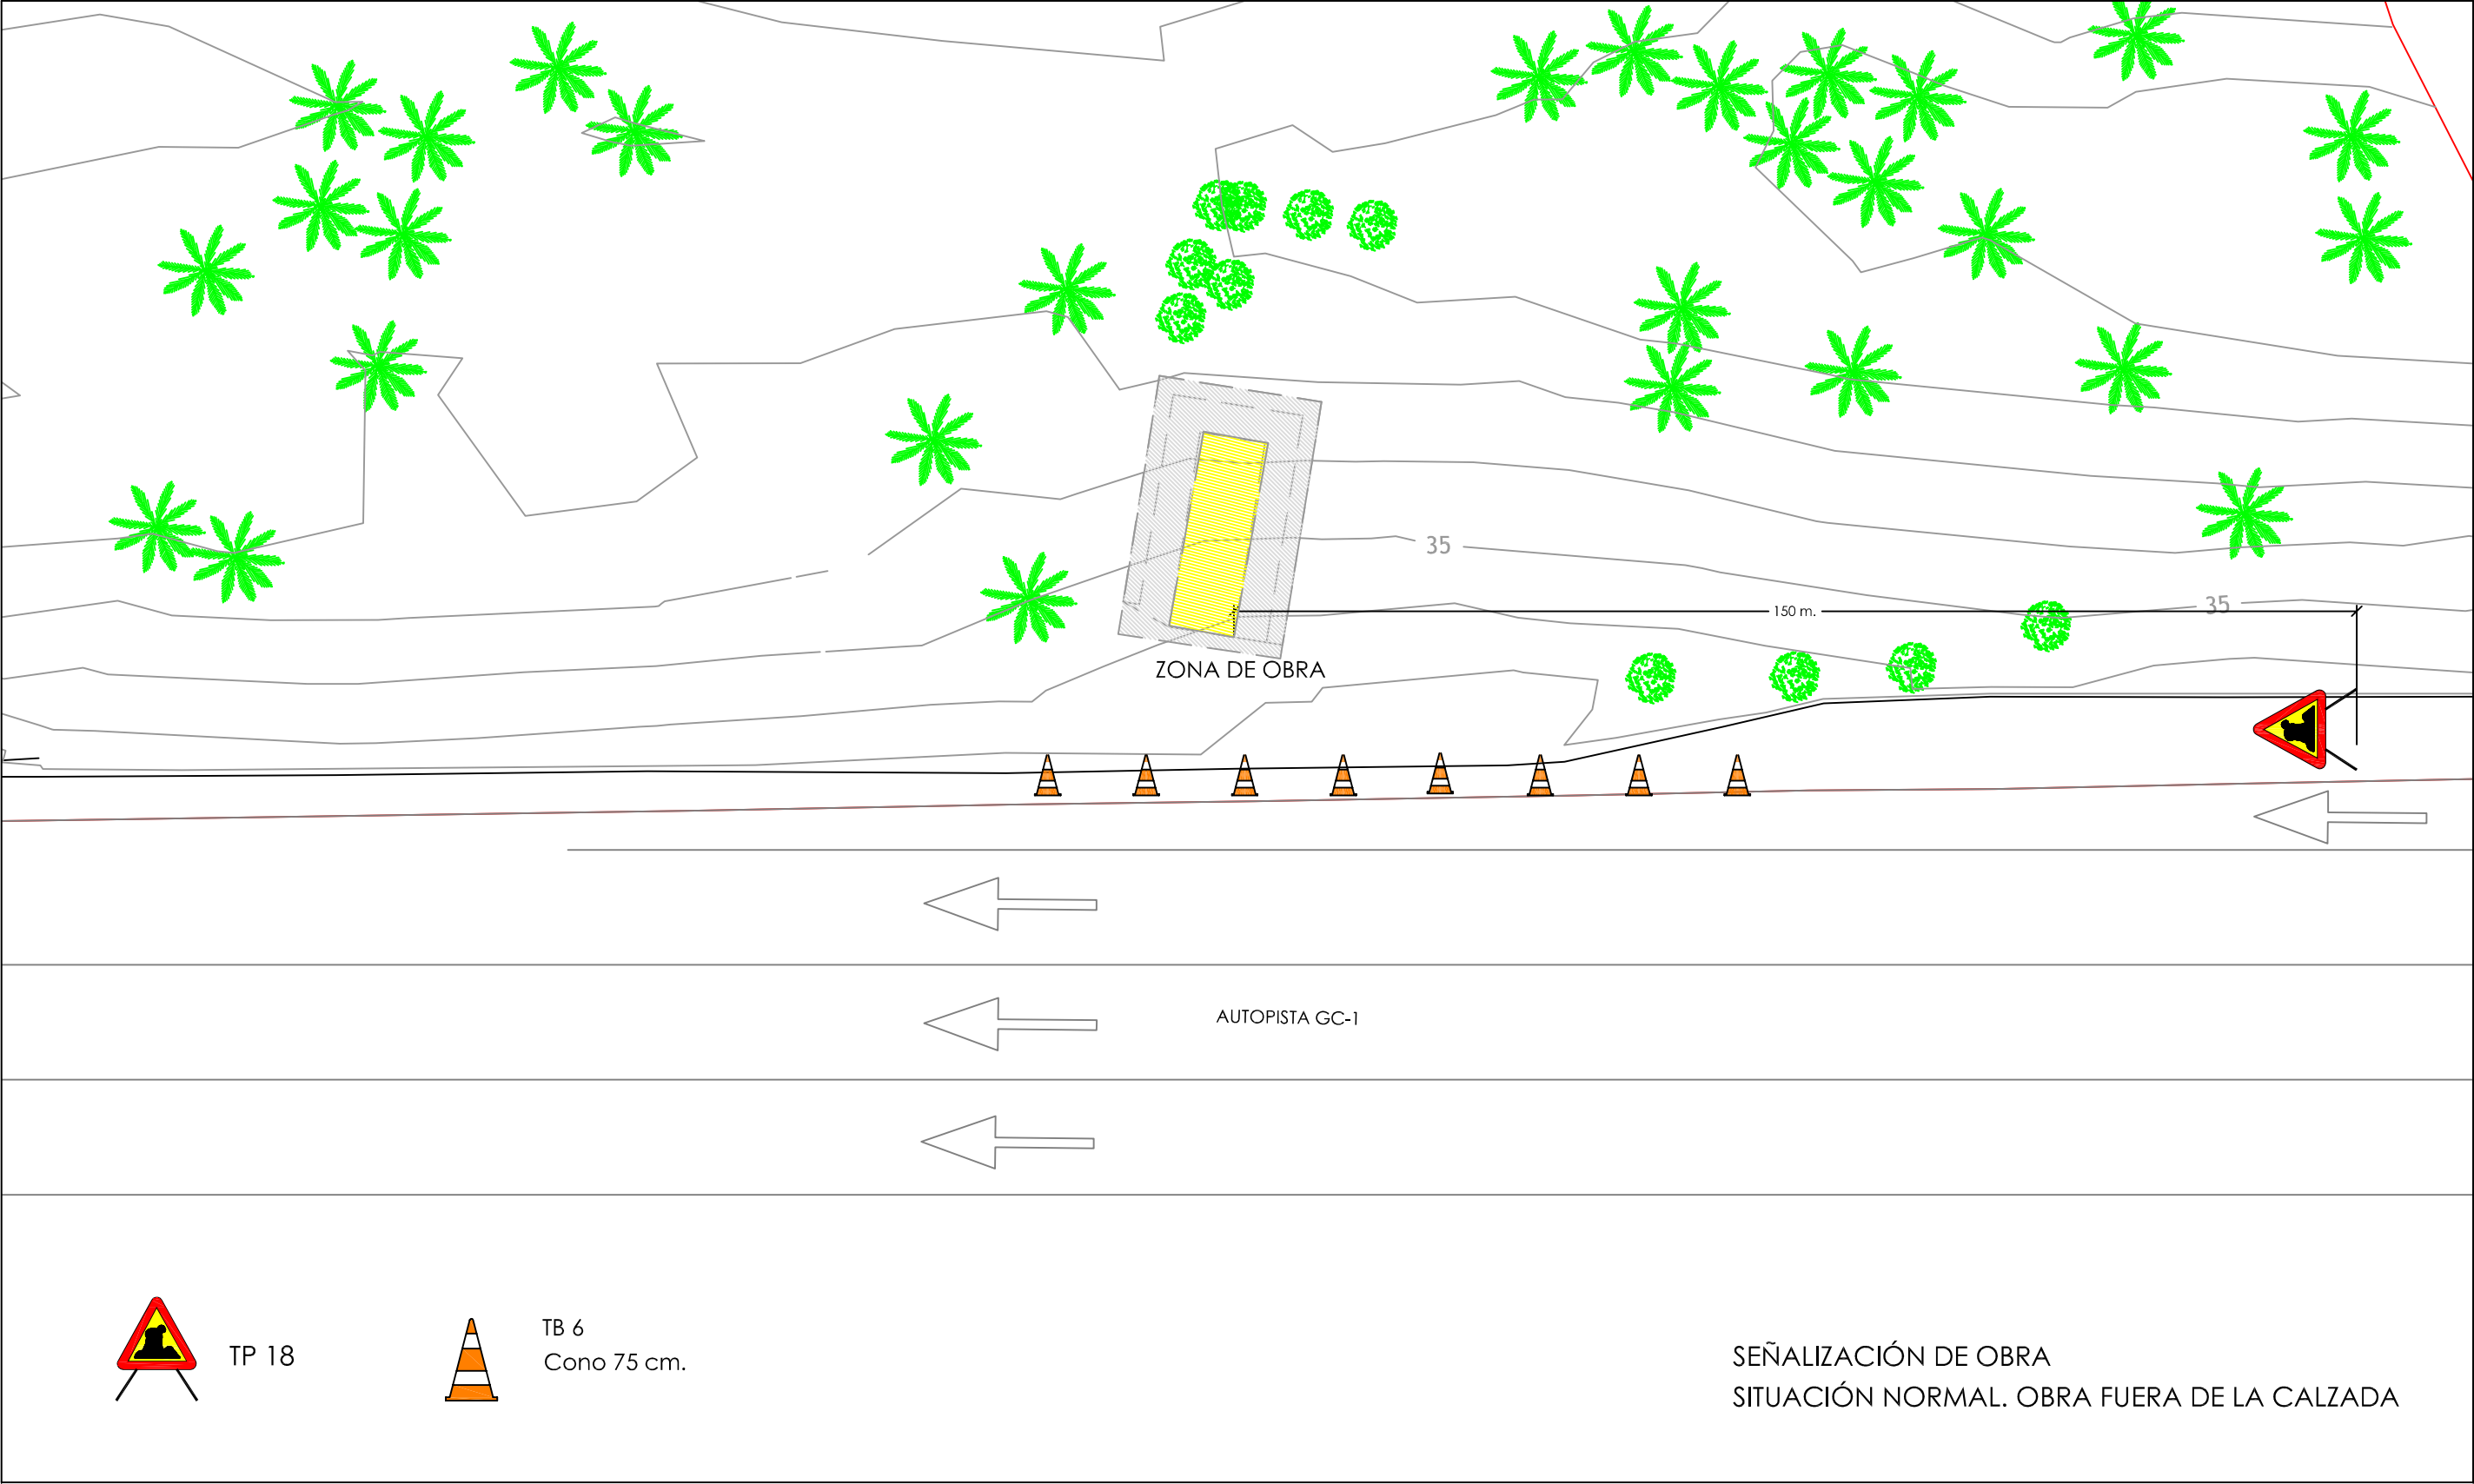 35
35
150 m.
ZONA DE OBRA
AUTOPISTA GC-1
TP 18
TB 6
Cono 75 cm.
SEÑALIZACIÓN DE OBRA
SITUACIÓN NORMAL. OBRA FUERA DE LA CALZADA